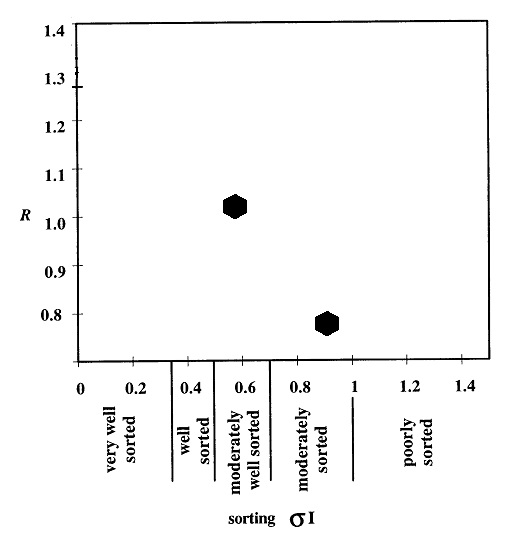 1.4
1.3
1.2
1.1
R
1.0
0.9
0.8
0 0.2 0.4 0.6 0.8 1 1.2 1.4
very well
sorted
well
sorted
moderately
well sorted
moderately
sorted
poorly
sorted
sorting σI